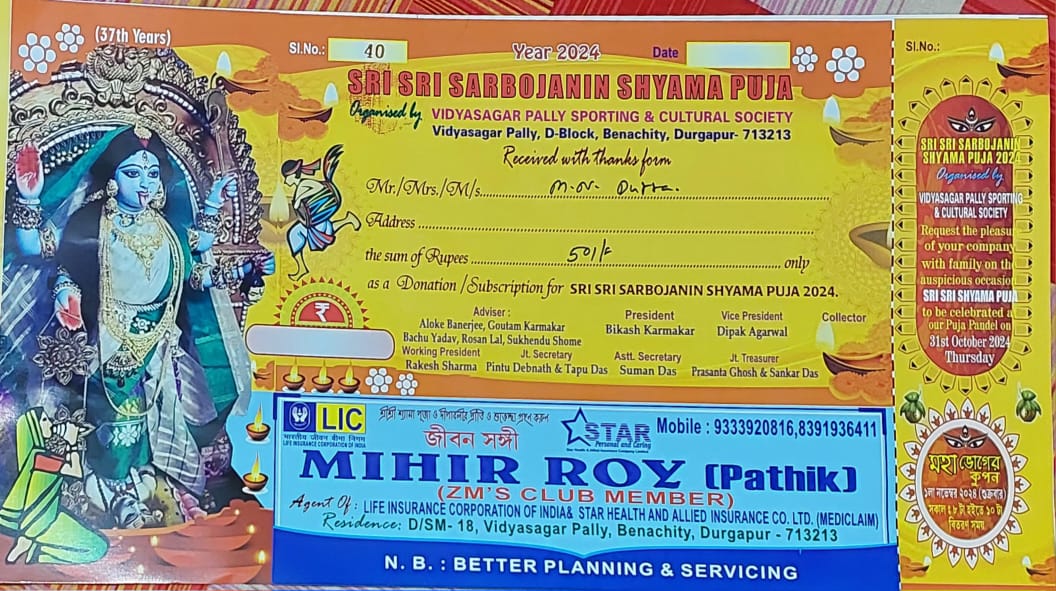 (37th Years)
Sl.No.: 40 Year 2024 Date
SRI SRI SARBOJANIN SHYAMA PUJA
Organised by VIDYASAGAR PALLY SPORTING & CULTURAL SOCIETY
Vidyasagar Pally, D-Block, Benachity, Durgapur- 713213
Received with thanks form
Mr./Mrs./M/s. M.N. Dutta.
Address
the sum of Rupees 501/- only
as a Donation/Subscription for SRI SRI SARBOJANIN SHYAMA PUJA 2024.
₹
Adviser :
Aloke Banerjee, Goutam Karmakar
Bachu Yadav, Rosan Lal, Sukhendu Shome
President
Bikash Karmakar
Vice President
Dipak Agarwal
Collector
Working President
Rakesh Sharma
Jt. Secretary
Pintu Debnath & Tapu Das
Astt. Secretary
Suman Das
Jt. Treasurer
Prasanta Ghosh & Sankar Das
LIC
भारतीय जीवन बीमा निगम
LIFE INSURANCE CORPORATION OF INDIA
শ্রীশ্রী শ্যামা পূজা ও দীপাবলীর প্রীতি ও শুভেচ্ছা গ্রহণ করুন
জীবন সঙ্গী
STAR
Personal and Caring
Star Health & Allied Insurance Company Limited
Mobile : 9333920816,8391936411
MIHIR ROY (Pathik)
(ZM'S CLUB MEMBER)
Agent Of : LIFE INSURANCE CORPORATION OF INDIA& STAR HEALTH AND ALLIED INSURANCE CO. LTD. (MEDICLAIM)
Residence: D/SM- 18, Vidyasagar Pally, Benachity, Durgapur - 713213
N. B. : BETTER PLANNING & SERVICING
Sl.No.:
SRI SRI SARBOJANIN
SHYAMA PUJA 2024
Organised by
VIDYASAGAR PALLY SPORTING
& CULTURAL SOCIETY
Request the pleasu
of your company
with family on the
auspicious occasion
SRI SRI SHYAMA PUJA
to be celebrated a
our Puja Pandel on
31st October 2024
Thursday
মহাভোগের
কুপন
১লা নভেম্বর ২০২৪ (শুক্রবার)
সকাল ৮ টা হইতে ১০ টা
বিতরণ সময়